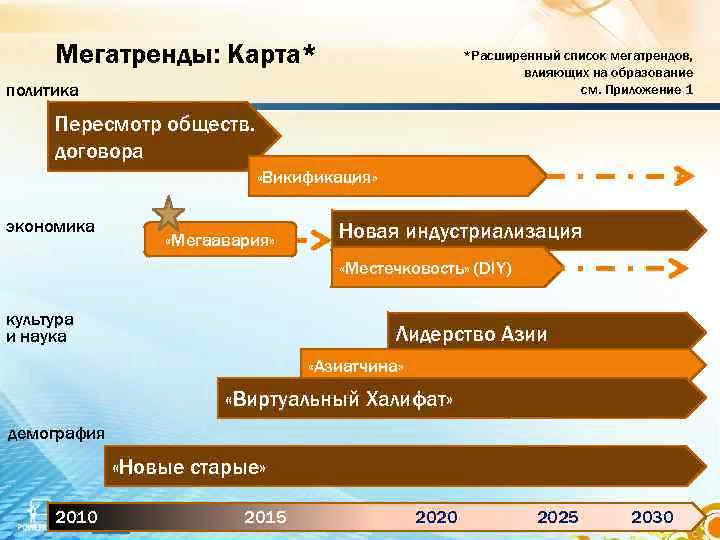 Мегатренды: Карта*
*Расширенный список мегатрендов,
влияющих на образование
см. Приложение 1
политика
Пересмотр обществ.
договора
«Викификация»
экономика
«Мегаавария»
Новая индустриализация
«Местечковость» (DIY)
культура
и наука
Лидерство Азии
«Азиатчина»
«Виртуальный Халифат»
демография
«Новые старые»
2010 2015 2020 2025 2030